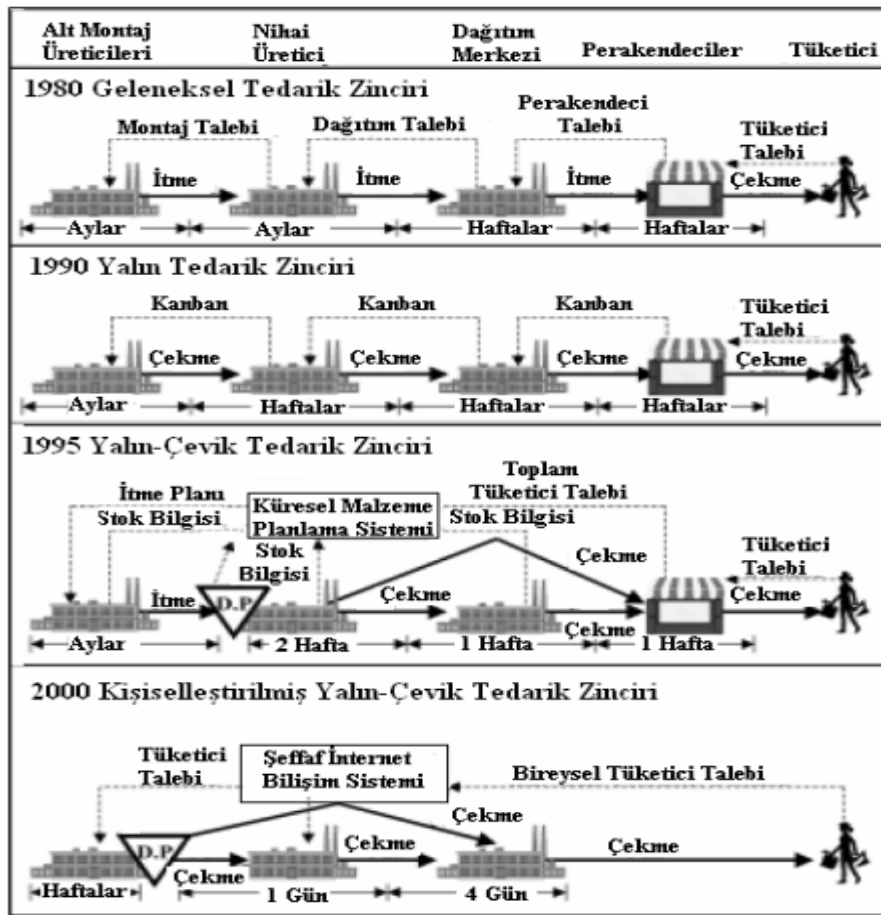 Alt Montaj
Üreticileri
Nihai
Üretici
Dağıtım
Merkezi
Perakendeciler
Tüketici
1980 Geleneksel Tedarik Zinciri
Montaj Talebi
Dağıtım Talebi
Perakendeci
Talebi
Tüketici
Talebi
İtme
İtme
İtme
Çekme
Aylar
Aylar
Haftalar
Haftalar
1990 Yalın Tedarik Zinciri
Kanban
Kanban
Kanban
Tüketici
Talebi
Çekme
Çekme
Çekme
Çekme
Aylar
Haftalar
Haftalar
Haftalar
1995 Yalın-Çevik Tedarik Zinciri
İtme Planı
Stok Bilgisi
Küresel Malzeme
Planlama Sistemi
Toplam
Tüketici Talebi
Stok Bilgisi
Stok
Bilgisi
Çekme
Tüketici
Talebi
İtme
D.P
Çekme
Çekme
Çekme
Aylar
2 Hafta
1 Hafta
1 Hafta
2000 Kişiselleştirilmiş Yalın-Çevik Tedarik Zinciri
Tüketici
Talebi
Şeffaf İnternet
Bilişim Sistemi
Bireysel Tüketici Talebi
Çekme
D.P
Çekme
Çekme
Çekme
Haftalar
1 Gün
4 Gün